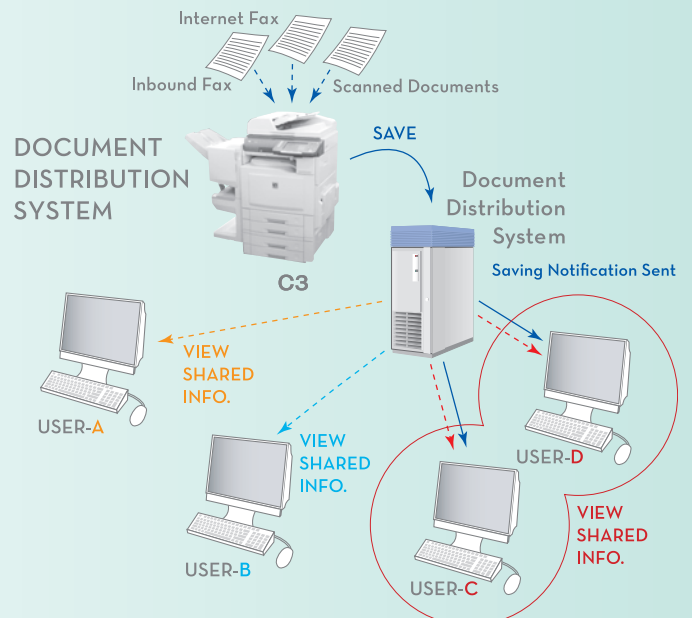 Internet Fax
Inbound Fax
Scanned Documents
DOCUMENT
DISTRIBUTION
SYSTEM
SAVE
Document
Distribution
System
C3
Saving Notification Sent
VIEW
SHARED
INFO.
USER-A
VIEW
SHARED
INFO.
USER-B
USER-D
VIEW
SHARED
INFO.
USER-C